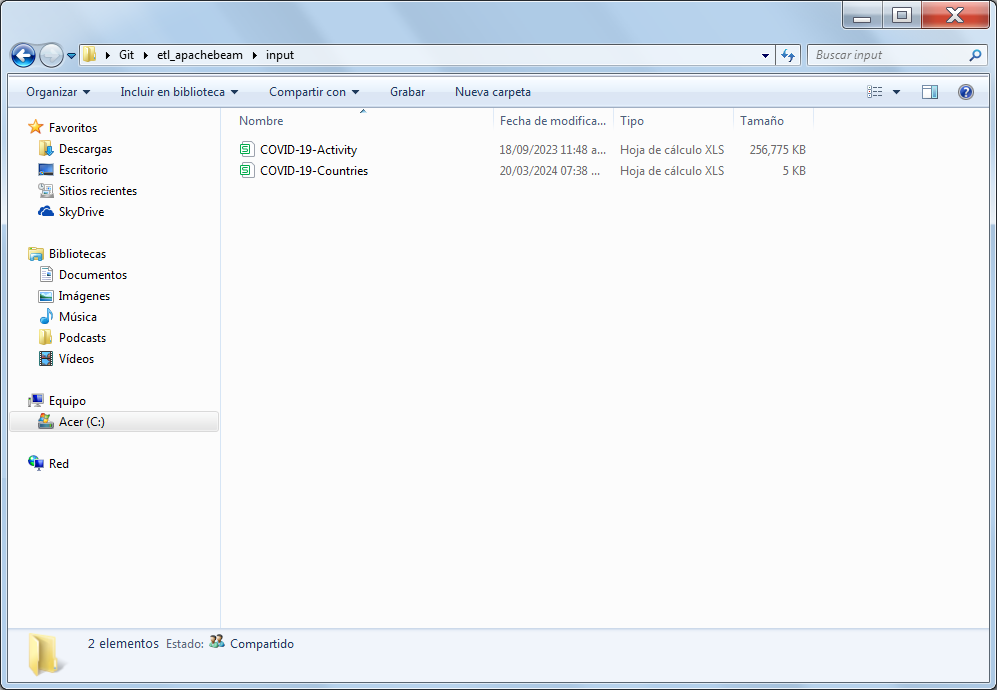 Git etl_apachebeam input Buscar input
Organizar Incluir en biblioteca Compartir con Grabar Nueva carpeta
Nombre Fecha de modifica... Tipo Tamaño
COVID-19-Activity 18/09/2023 11:48 a... Hoja de cálculo XLS 256,775 KB
COVID-19-Countries 20/03/2024 07:38 ... Hoja de cálculo XLS 5 KB
Favoritos
Descargas
Escritorio
Sitios recientes
SkyDrive
Bibliotecas
Documentos
Imágenes
Música
Podcasts
Vídeos
Equipo
Acer (C:)
Red
2 elementos Estado: Compartido